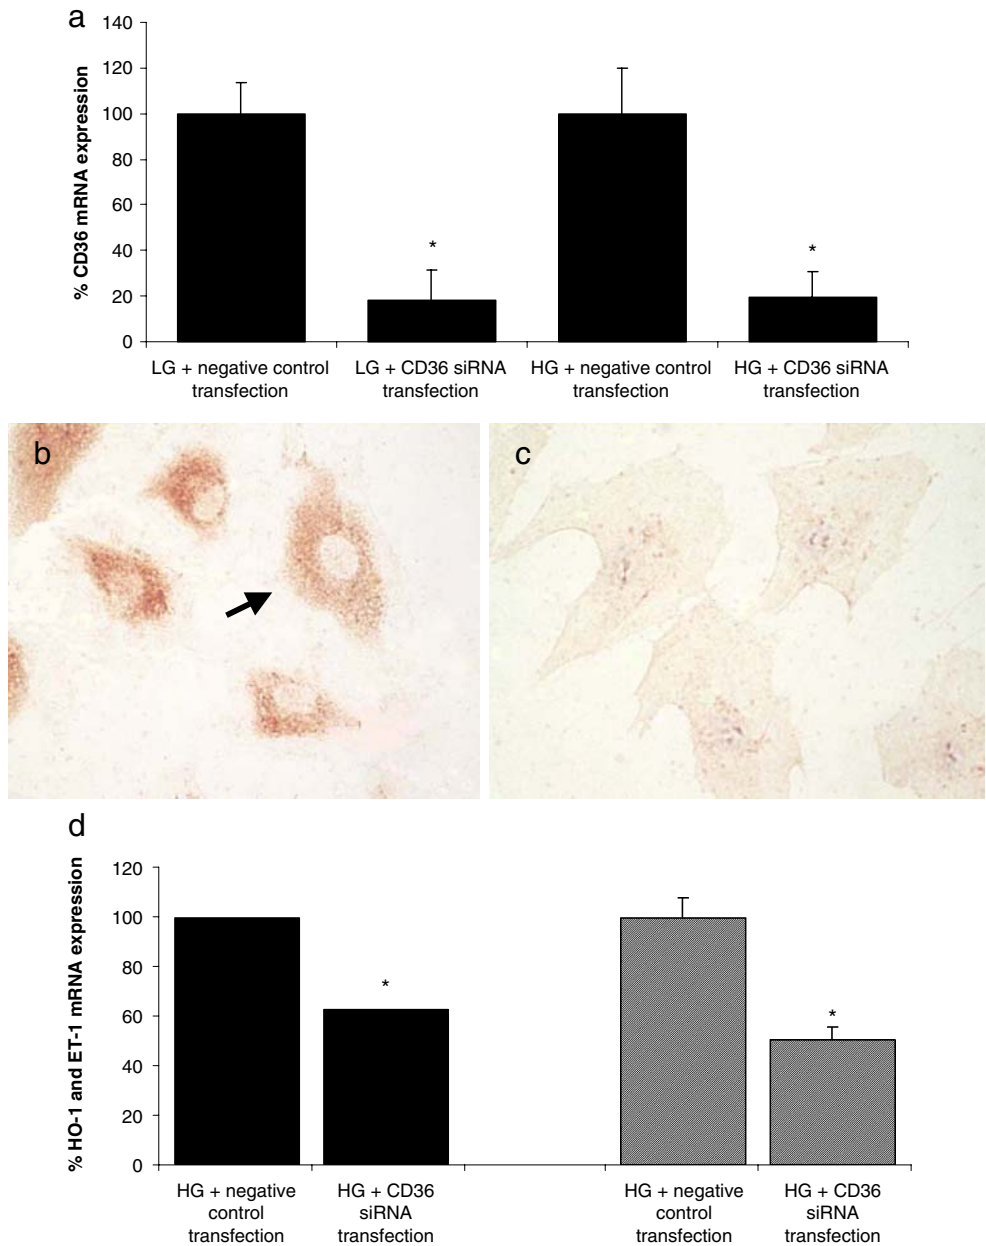 a
% CD36 mRNA expression
140
120
100
80
60
40
20
0
*
*
LG + negative control
transfection
LG + CD36 siRNA
transfection
HG + negative control
transfection
HG + CD36 siRNA
transfection
b
c
d
% HO-1 and ET-1 mRNA expression
120
100
80
60
40
20
0
*
*
HG + negative
control
transfection
HG + CD36
siRNA
transfection
HG + negative
control
transfection
HG + CD36
siRNA
transfection